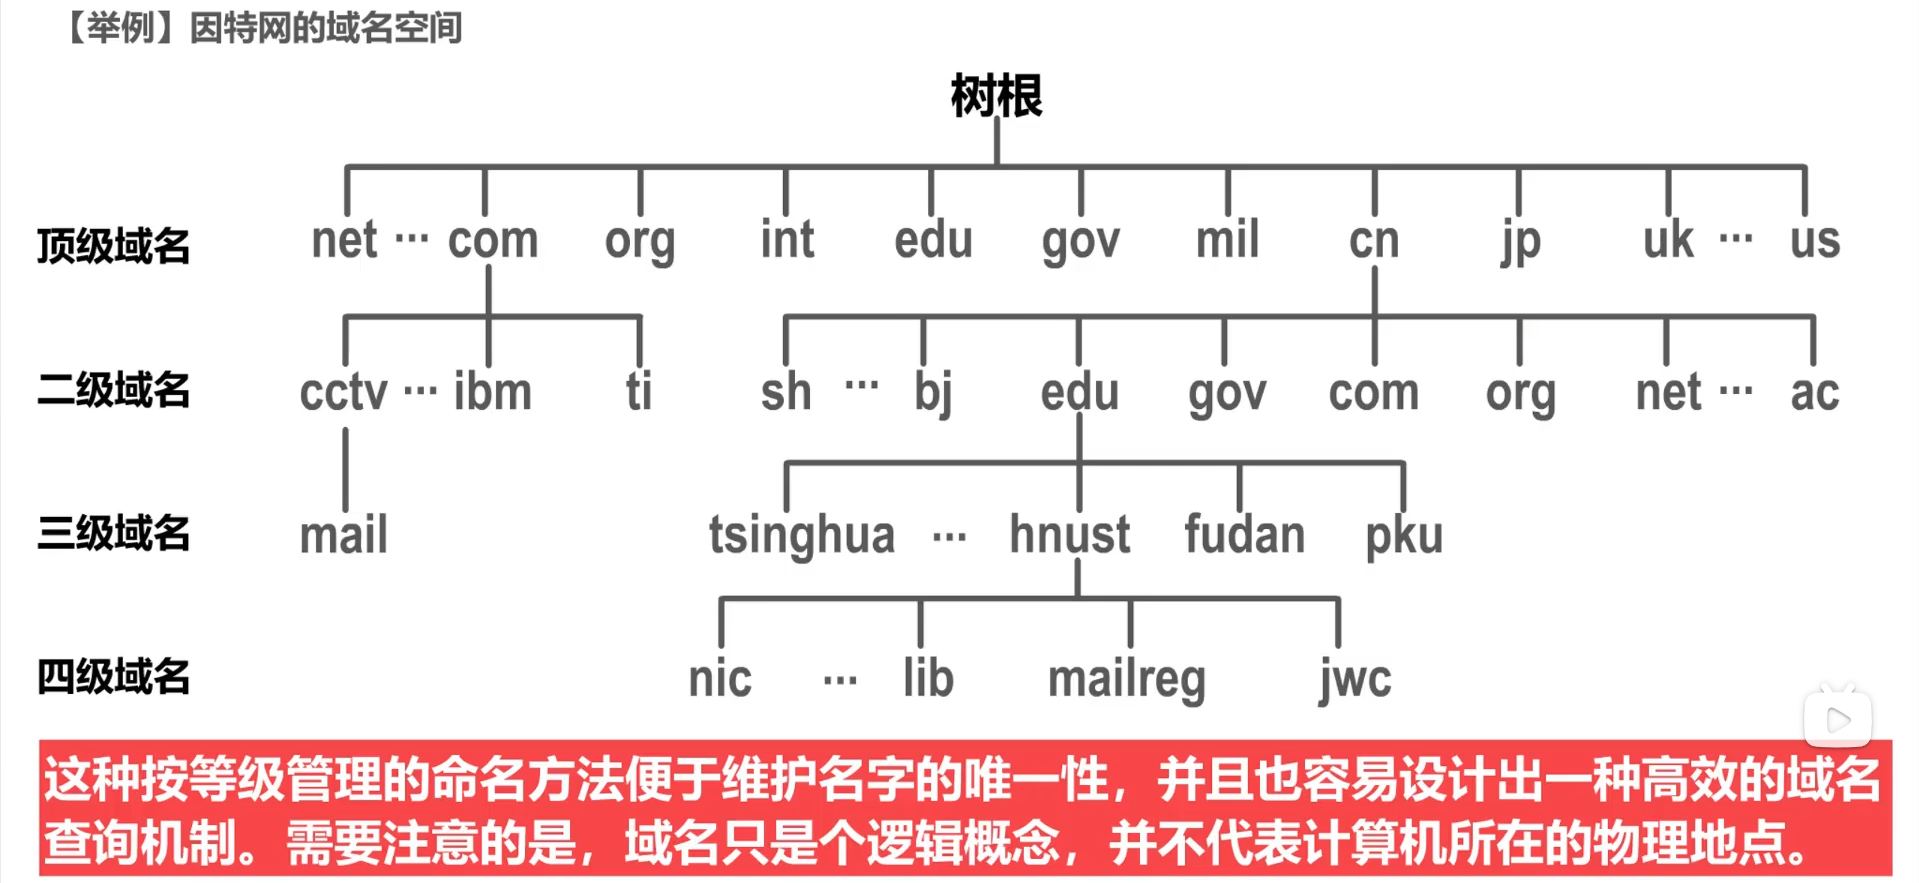 【举例】因特网的域名空间
树根
顶级域名 net ··· com org int edu gov mil cn jp uk ··· us
二级域名 cctv ··· ibm ti sh ··· bj edu gov com org net ··· ac
三级域名 mail tsinghua ··· hnust fudan pku
四级域名 nic ··· lib mailreg jwc
这种按等级管理的命名方法便于维护名字的唯一性，并且也容易设计出一种高效的域名
查询机制。需要注意的是，域名只是个逻辑概念，并不代表计算机所在的物理地点。